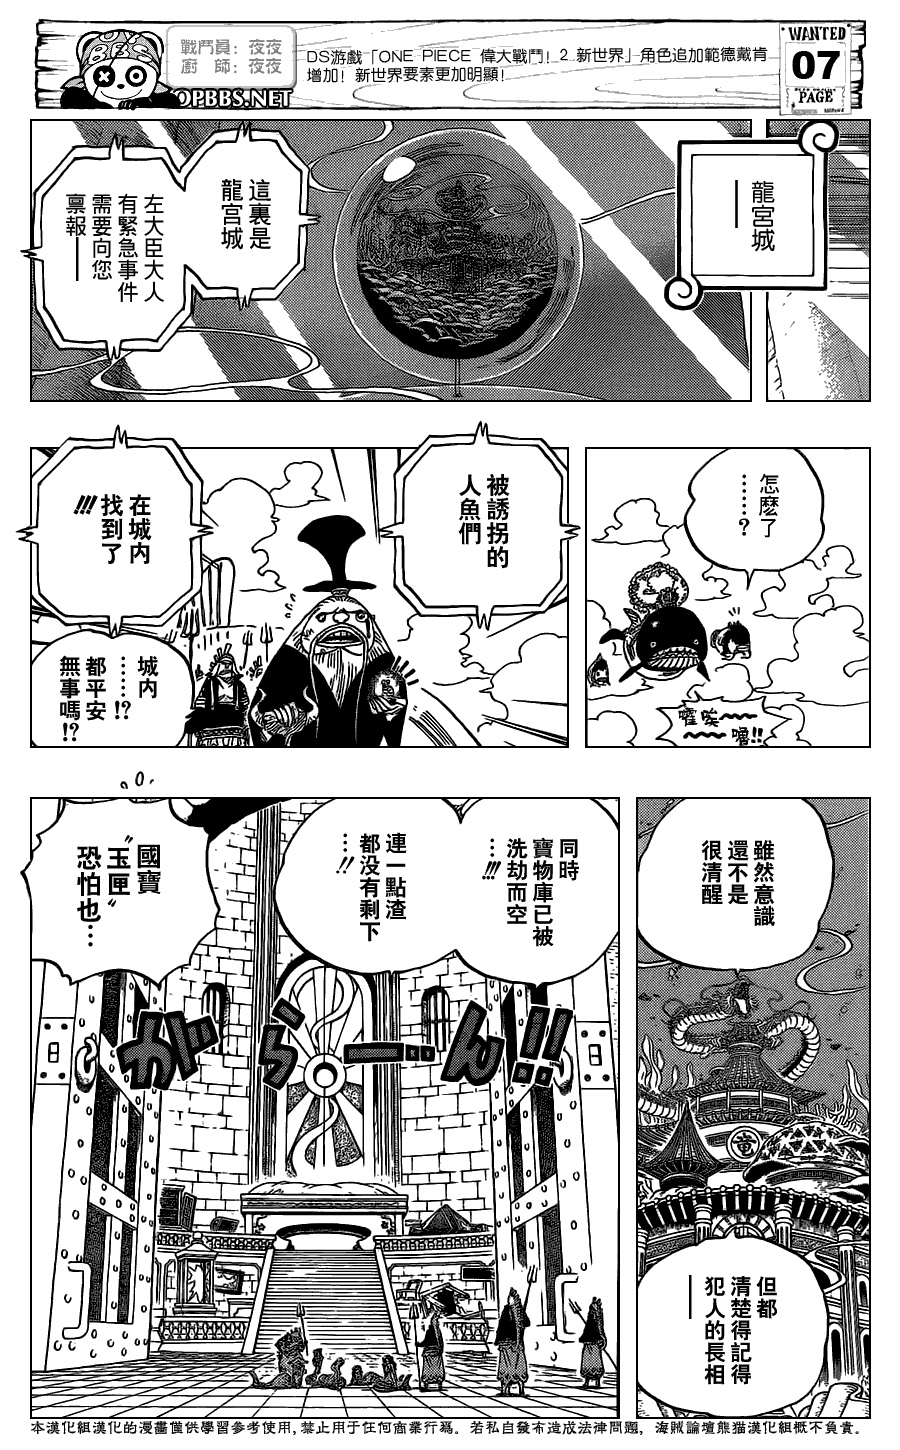 戰鬥員：夜夜
廚　師：夜夜
OPBBS.NET
DS游戲「ONE PIECE 偉大戰鬥！2 新世界」角色追加範德戴肯
增加！新世界要素更加明顯！
WANTED
07
PAGE
龍宮城
——
這裏是
龍宮城
左大臣大人
有緊急事件
需要向您
禀報——
怎麽了
……?
嚯唉～～
～～嚕!!
被誘拐的
人魚們
在城内
找到了
!!!
城内
……!?
都平安
無事嗎!?
雖然意識
還不是
很清醒
但都
清楚得記得
犯人的長相
——
同時
寶物庫已被
洗劫而空
…!!!
連一點渣
都没有剩下
…!!
國寶
〝玉匣〞
恐怕也…
がらーーん!!
竜
本漢化組漢化的漫畫僅供學習參考使用,禁止用于任何商業行爲。若私自發布造成法律問題，海賊論壇熊猫漢化組概不負責。